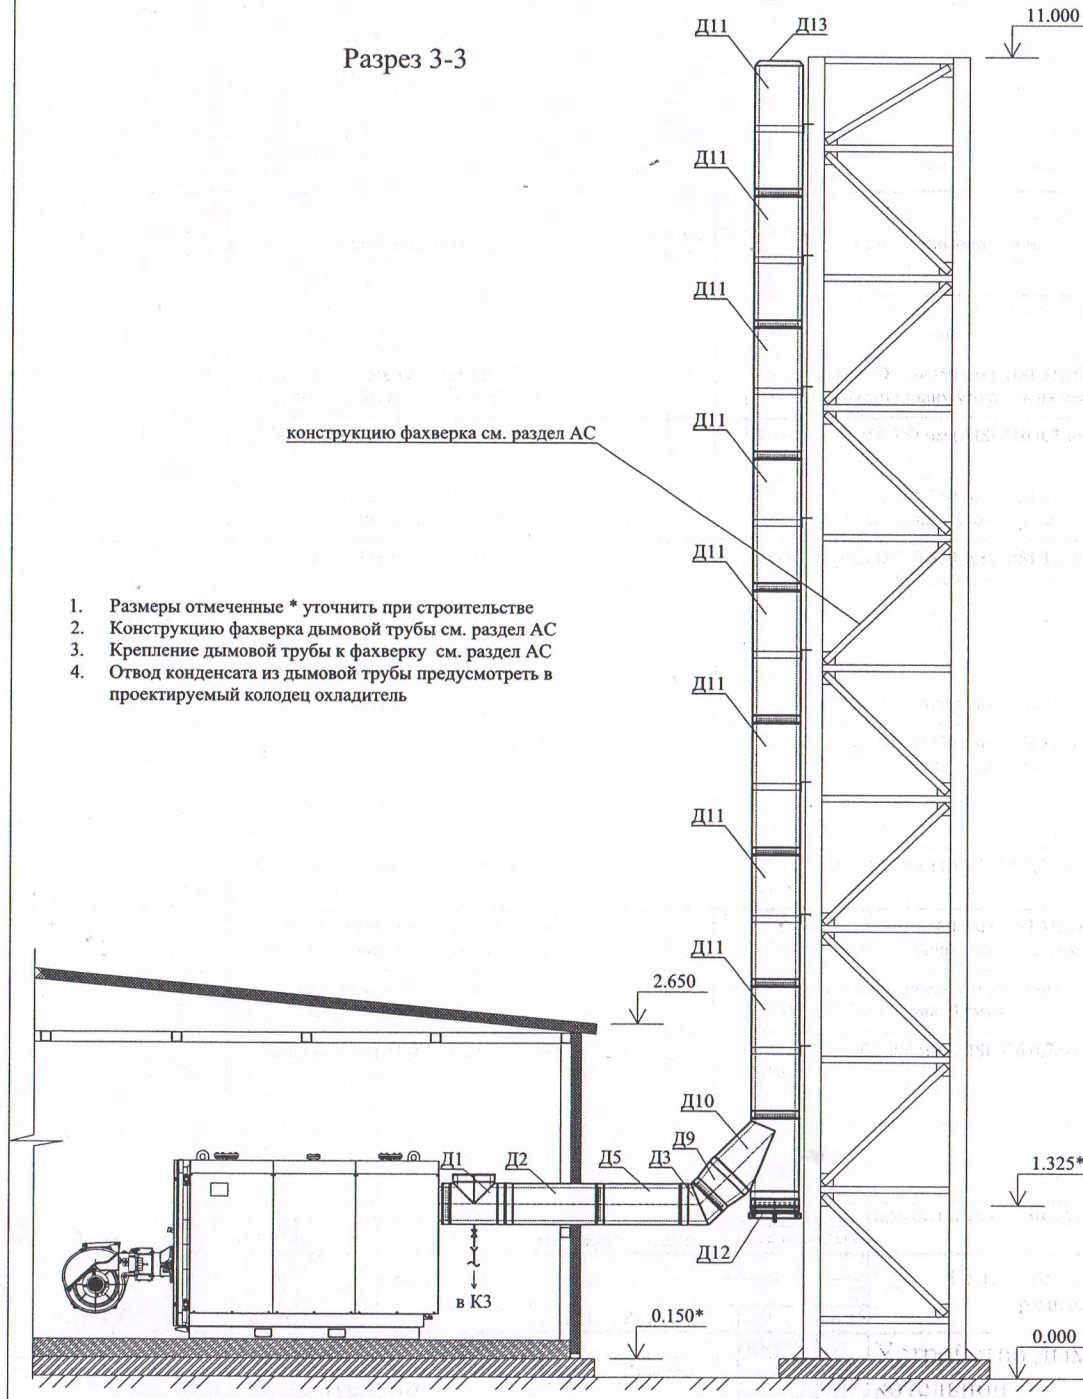 Разрез 3-3
Д11
Д13
11.000
Д11
Д11
Д11
конструкцию фахверка см. раздел АС
Д11
1. Размеры отмеченные * уточнить при строительстве
2. Конструкцию фахверка дымовой трубы см. раздел АС
3. Крепление дымовой трубы к фахверку см. раздел АС
4. Отвод конденсата из дымовой трубы предусмотреть в
проектируемый колодец охладитель
Д11
Д11
Д11
2.650
Д10
Д9
Д1
Д2
Д5
Д3
1.325*
Д12
в К3
0.150*
0.000